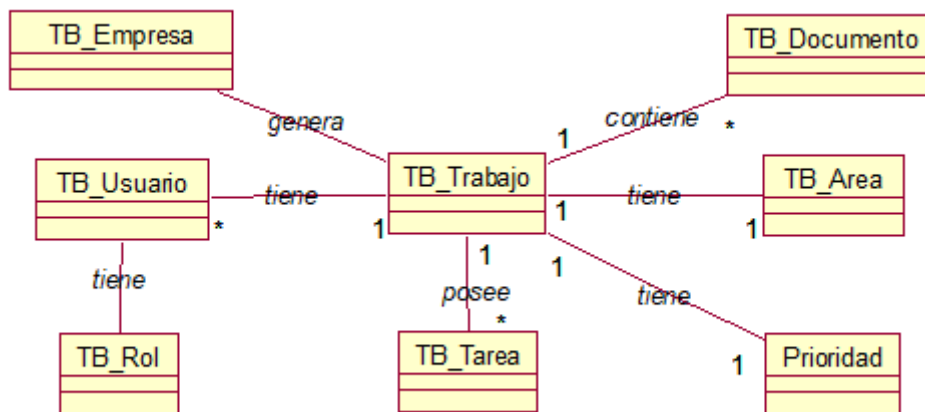 TB_Empresa
TB_Documento
genera
contiene
1
*
TB_Usuario
TB_Trabajo
TB_Area
tiene
tiene
*
1
1
1
tiene
1
1
posee
tiene
*
TB_Rol
TB_Tarea
1
Prioridad